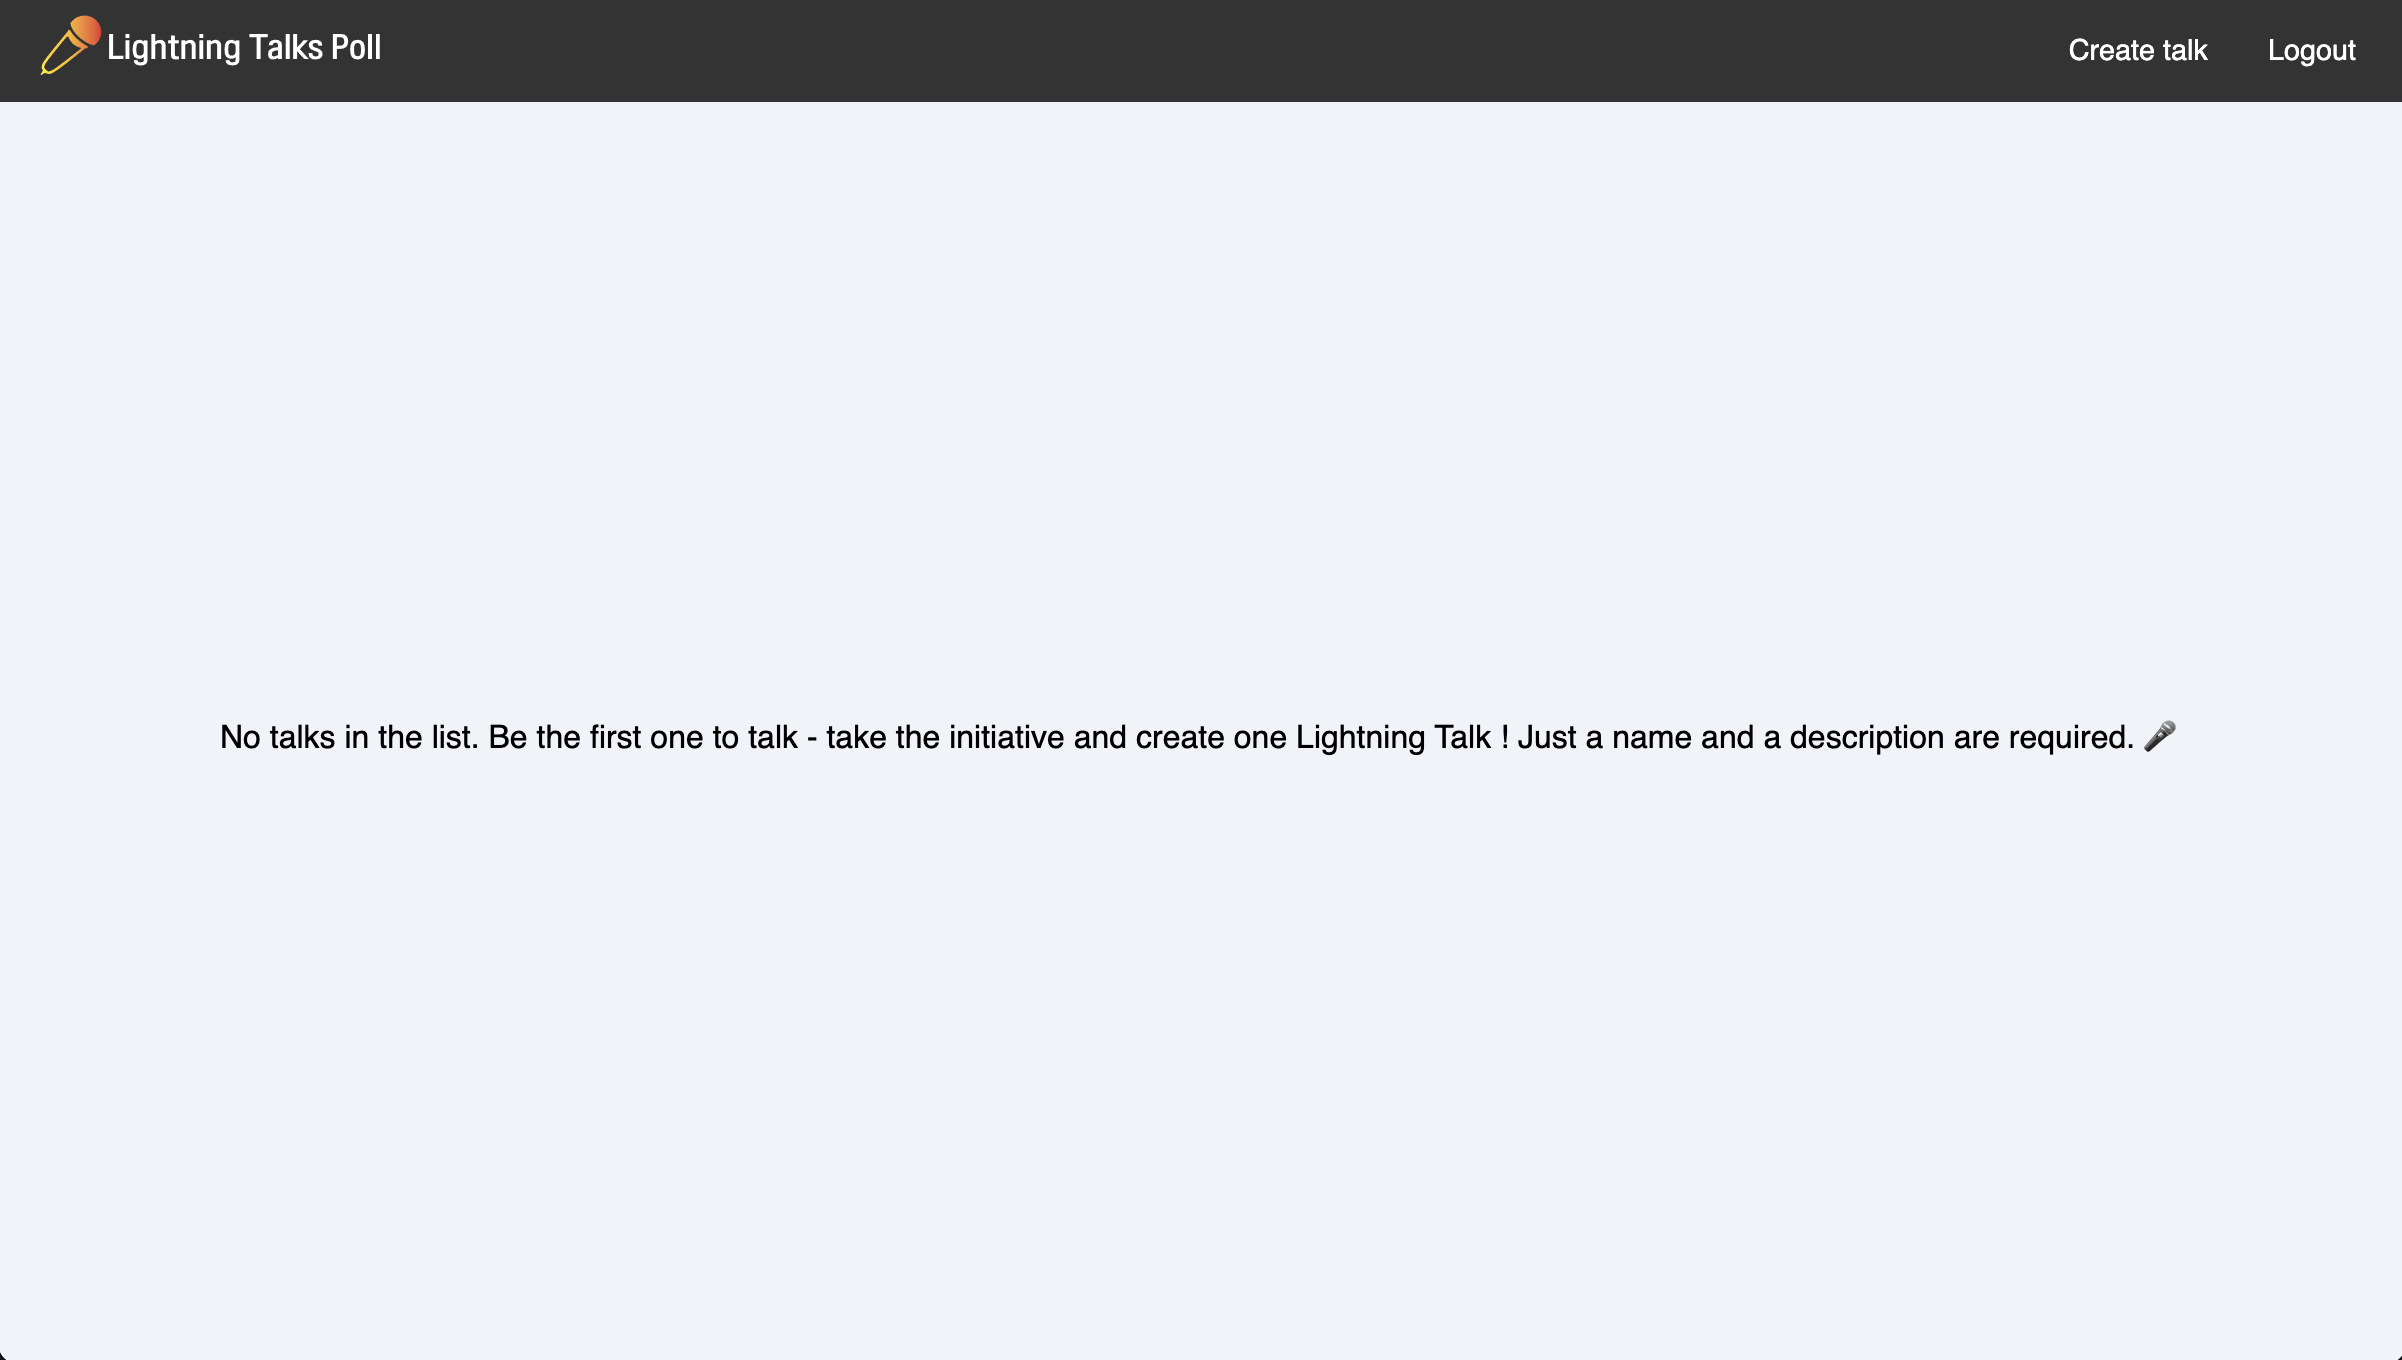 Lightning Talks Poll
Create talk
Logout
No talks in the list. Be the first one to talk - take the initiative and create one Lightning Talk ! Just a name and a description are required. 🎤